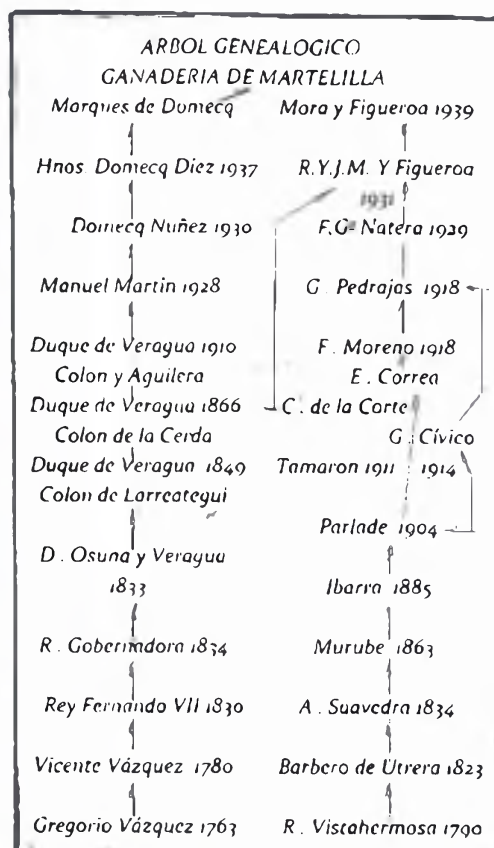 ARBOL GENEALOGICO
GANADERIA DE MARTELILLA
Marques de Domecq
Hnos. Domecq Diez 1937
Domecq Nuñez 1930
Manuel Martin 1928
Duque de Veragua 1910
Colon y Aguilera
Duque de Veragua 1866
Colon de la Cerda
Duque de Veragua 1849
Colon de Larreategui
D. Osuna y Veragua
1833
R. Gobernadora 1834
Rey Fernando VII 1830
Vicente Vázquez 1780
Gregorio Vázquez 1763
Mora y Figueroa 1939
R.Y.J.M. Y Figueroa
1931
F.G- Natera 1929
G. Pedrajas 1918
F. Moreno 1918
E. Correa
C. de la Corte
G. Cívico
Tamaron 1911 1914
Parlade 1904
Ibarra 1885
Murube 1863
A. Suavedra 1834
Barbero de Utrera 1823
R. Vistahermosa 1790